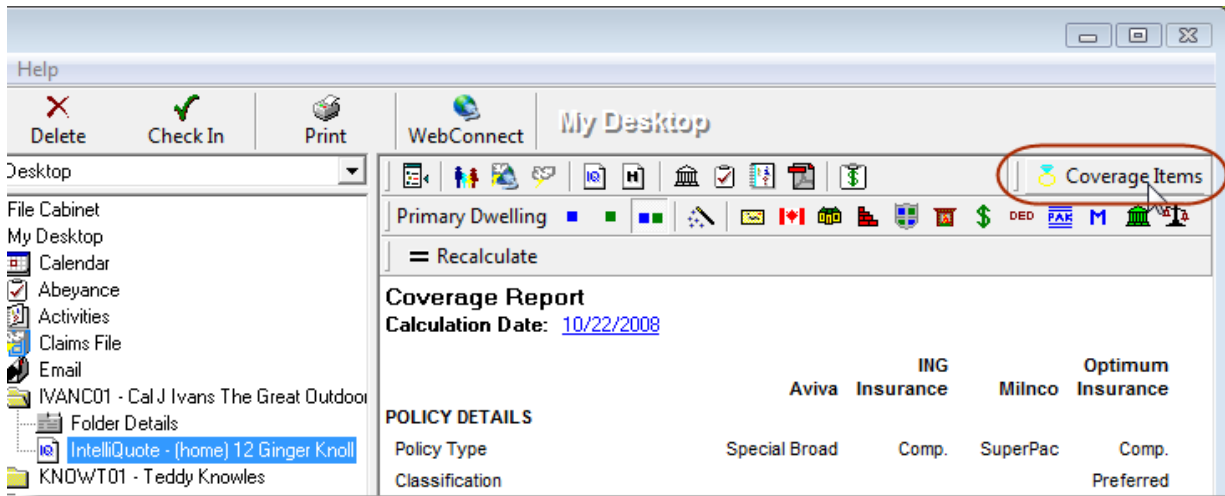 Help
Delete Check In Print WebConnect My Desktop
Desktop
Coverage Items
File Cabinet
My Desktop
Calendar
Abeyance
Activities
Claims File
Email
IVANC01 - Cal J Ivans The Great Outdoor
Folder Details
IntelliQuote - (home) 12 Ginger Knoll
KNOWT01 - Teddy Knowles
IQ H
Primary Dwelling DED PAK M
= Recalculate
Coverage Report
Calculation Date: 10/22/2008
ING Optimum
Aviva Insurance Milnco Insurance
POLICY DETAILS
Policy Type Special Broad Comp. SuperPac Comp.
Classification Preferred